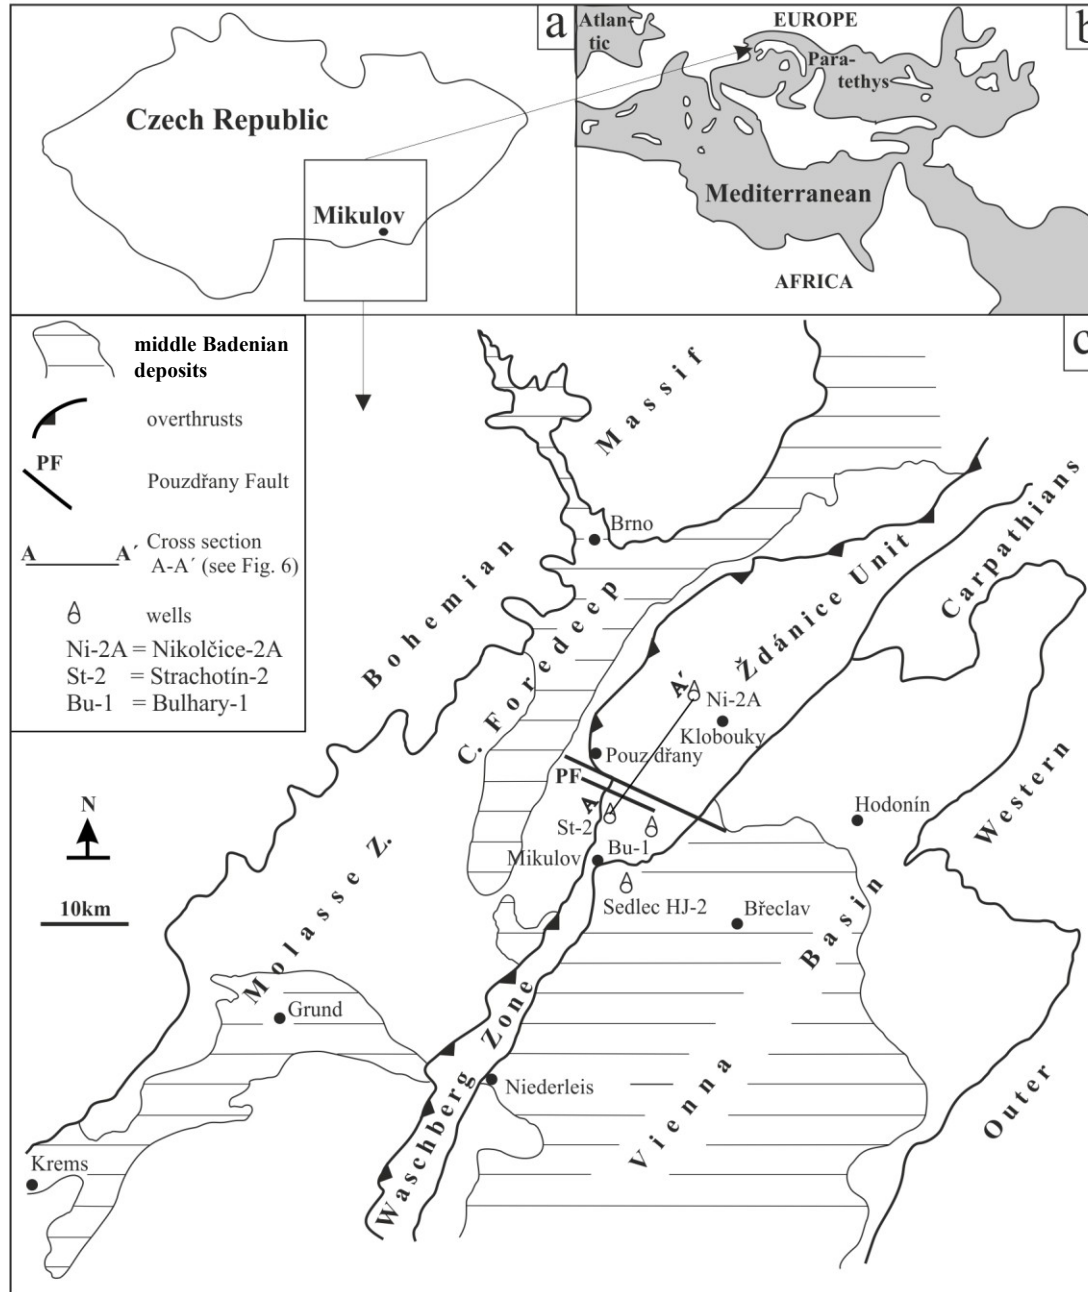 a
Czech Republic
Mikulov
b
Atlan-
tic
EUROPE
Para-
tethys
Mediterranean
AFRICA
middle Badenian
deposits
overthrusts
PF
Pouzdřany Fault
A A´ Cross section
A-A´ (see Fig. 6)
wells
Ni-2A = Nikolčice-2A
St-2 = Strachotín-2
Bu-1 = Bulhary-1
c
Massif
Brno
Bohemian
C. Foredeep
Ždánice Unit
Carpathians
A´
Ni-2A
Klobouky
Pouzdřany
PF
A
St-2
Bu-1
Mikulov
Hodonín
Western
N
10km
Sedlec HJ-2
Břeclav
Molasse Z.
Basin
Grund
Waschberg Zone
Niederleis
Vienna
Outer
Krems